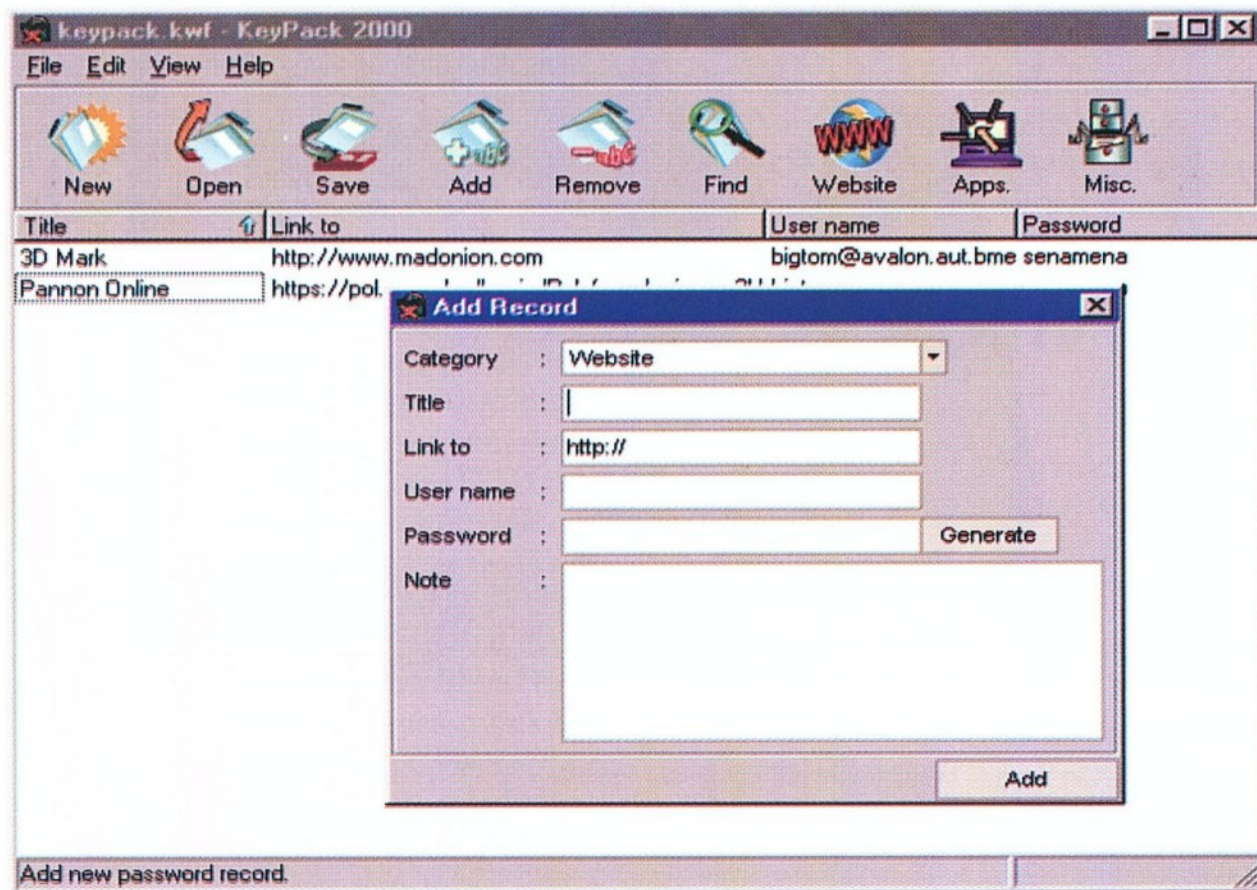 keypack.kwf - KeyPack 2000
File Edit View Help
New Open Save Add Remove Find Website Apps. Misc.
Title Link to User name Password
3D Mark http://www.madonion.com bigtom@avalon.aut.bme senamena
Pannon Online https://pol.
Add Record
Category : Website
Title :
Link to : http://
User name :
Password : Generate
Note :
Add
Add new password record.